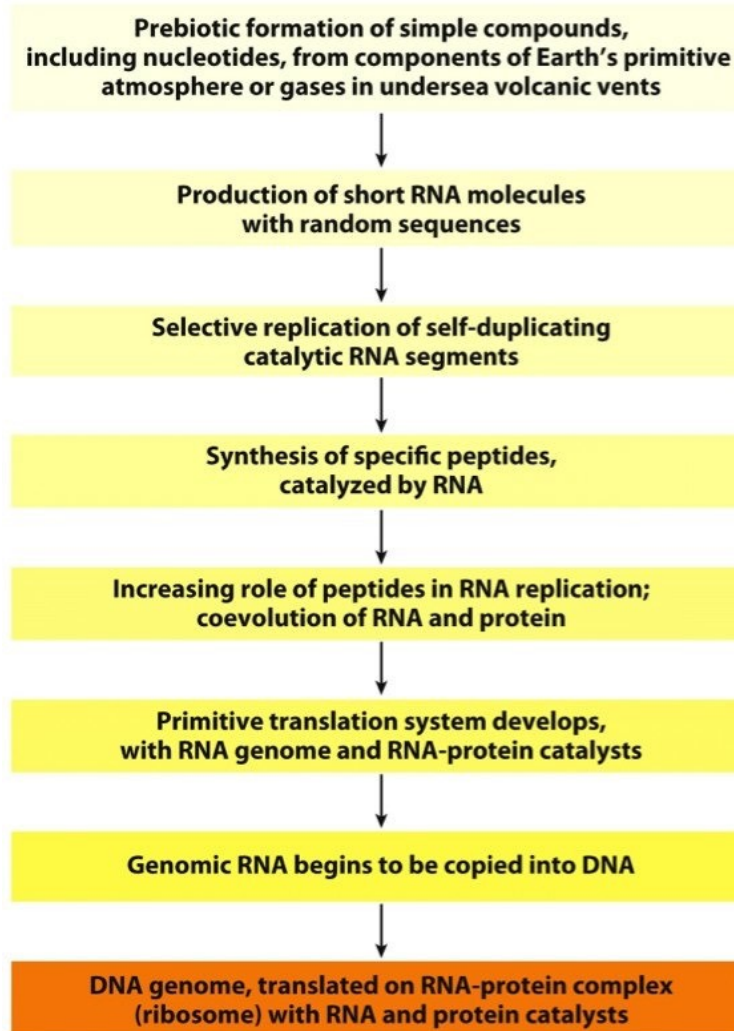 Prebiotic formation of simple compounds,
including nucleotides, from components of Earth's primitive
atmosphere or gases in undersea volcanic vents
Production of short RNA molecules
with random sequences
Selective replication of self-duplicating
catalytic RNA segments
Synthesis of specific peptides,
catalyzed by RNA
Increasing role of peptides in RNA replication;
coevolution of RNA and protein
Primitive translation system develops,
with RNA genome and RNA-protein catalysts
Genomic RNA begins to be copied into DNA
DNA genome, translated on RNA-protein complex
(ribosome) with RNA and protein catalysts